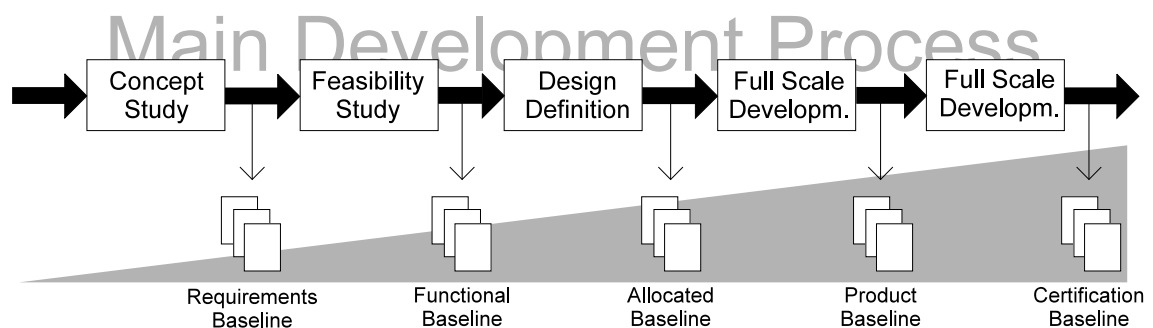 Main Development Process
Concept
Study
Feasibility
Study
Design
Definition
Full Scale
Developm.
Full Scale
Developm.
Requirements
Baseline
Functional
Baseline
Allocated
Baseline
Product
Baseline
Certification
Baseline